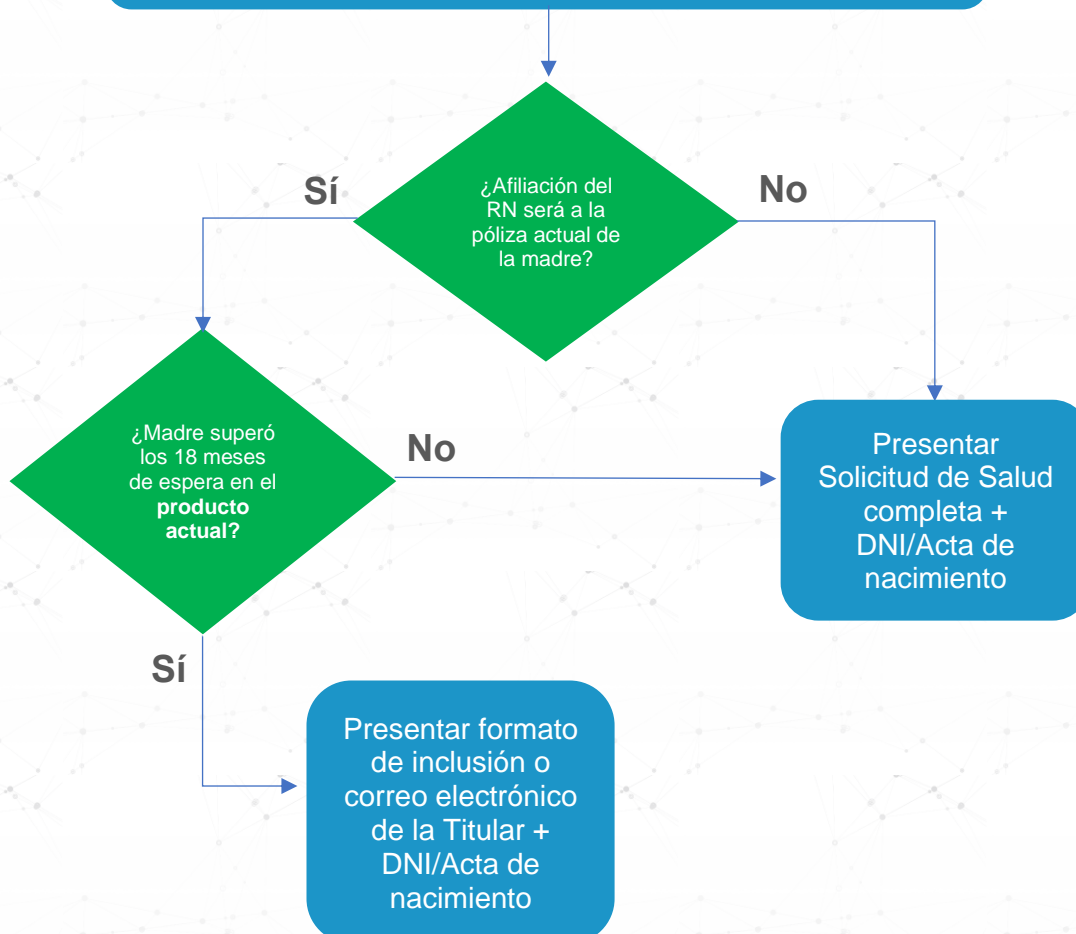 ¿Afiliación del
RN será a la
póliza actual de
la madre?
Sí
No
¿Madre superó
los 18 meses
de espera en el
producto
actual?
No
Presentar
Solicitud de Salud
completa +
DNI/Acta de
nacimiento
Sí
Presentar formato
de inclusión o
correo electrónico
de la Titular +
DNI/Acta de
nacimiento